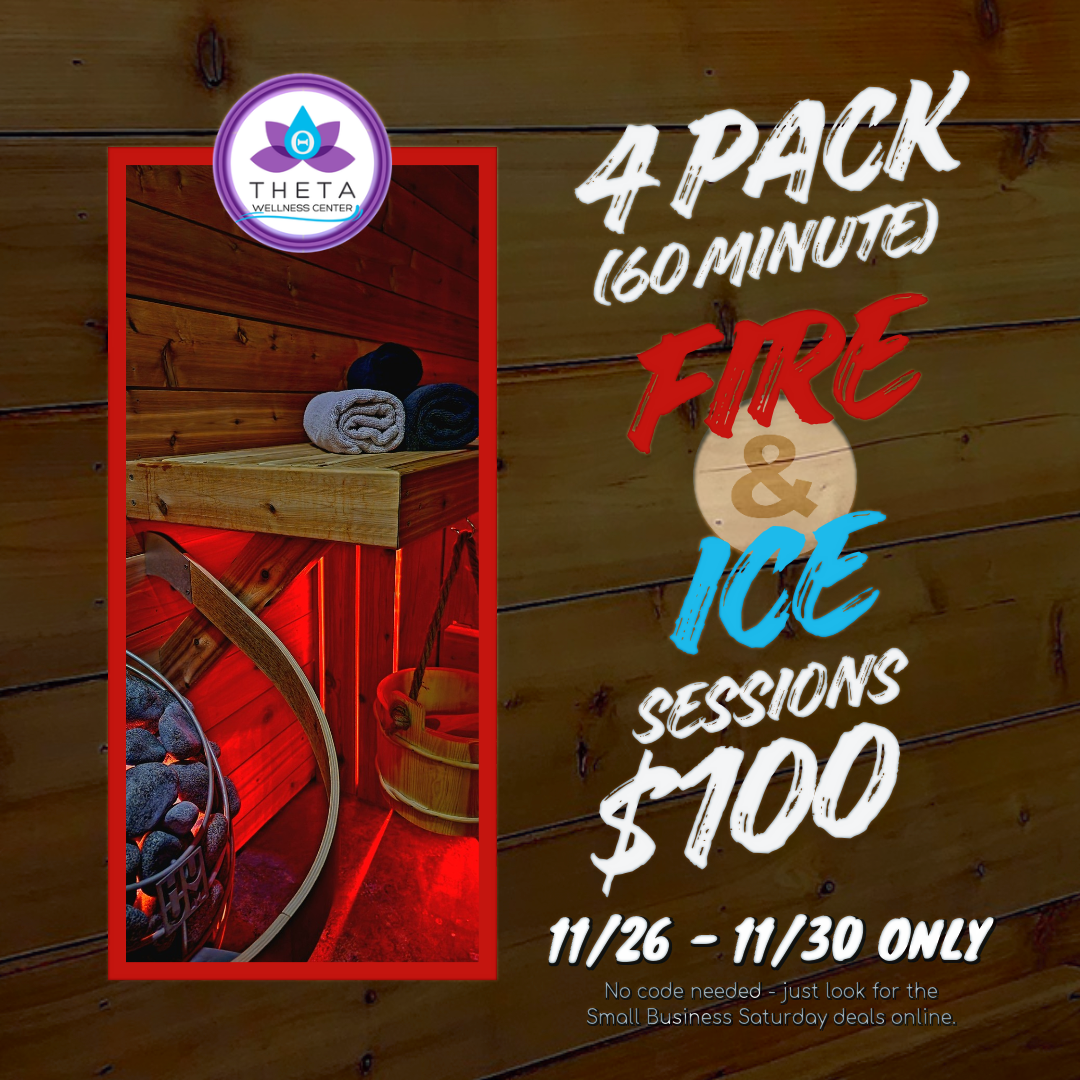 Θ
THETA
WELLNESS CENTER
4 PACK
(60 MINUTE)
FIRE
&
ICE
SESSIONS
$100
11/26 - 11/30 ONLY
No code needed - just look for the
Small Business Saturday deals online.